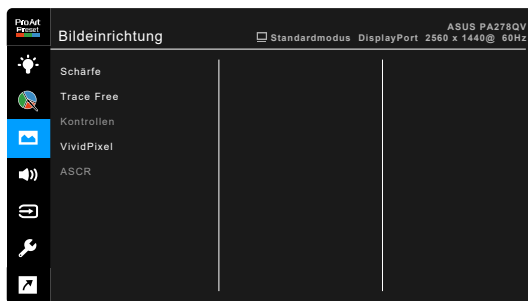 ProArt
Preset
Bildeinrichtung
ASUS PA278QV
Standardmodus DisplayPort 2560 x 1440@ 60Hz
Schärfe
Trace Free
Kontrollen
VividPixel
ASCR